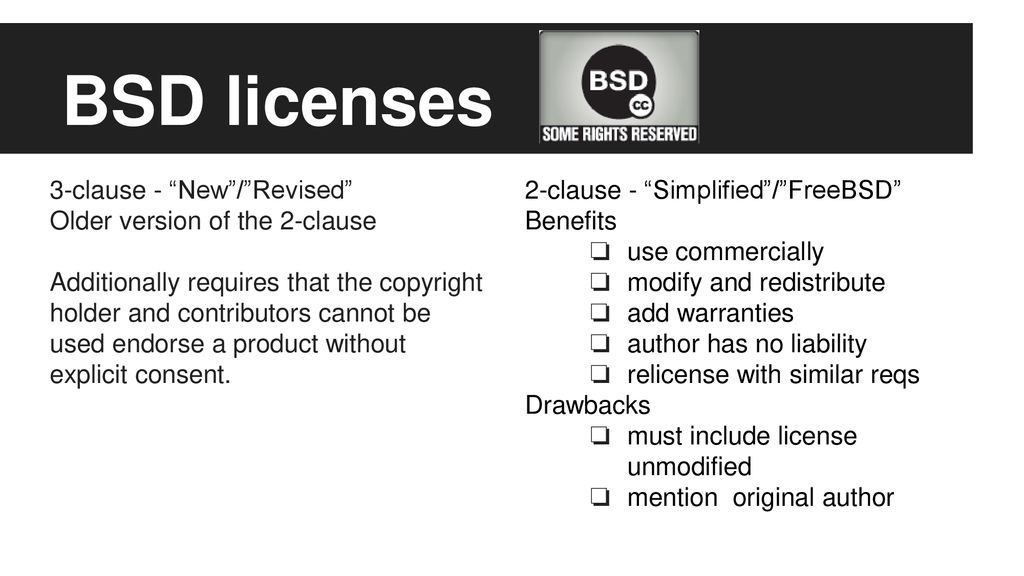 BSD licenses
BSD
cc
SOME RIGHTS RESERVED
3-clause - “New”/”Revised”
Older version of the 2-clause
Additionally requires that the copyright
holder and contributors cannot be
used endorse a product without
explicit consent.
2-clause - “Simplified”/”FreeBSD”
Benefits
❏ use commercially
❏ modify and redistribute
❏ add warranties
❏ author has no liability
❏ relicense with similar reqs
Drawbacks
❏ must include license
unmodified
❏ mention  original author